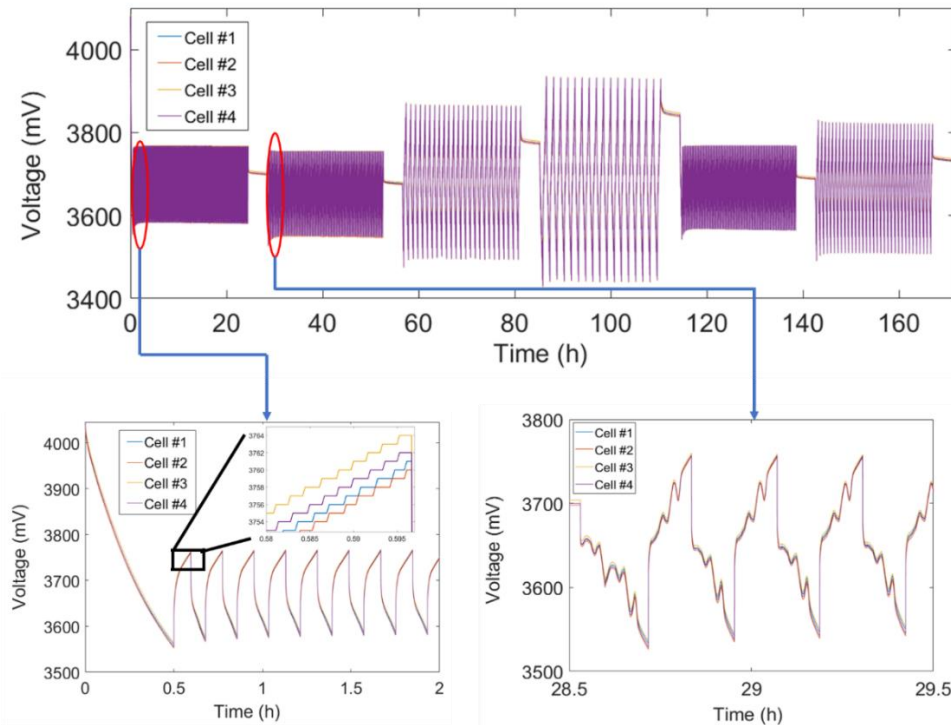 4000
3800
3600
3400
Voltage (mV)
Cell #1
Cell #2
Cell #3
Cell #4
0 20 40 60 80 100 120 140 160
Time (h)
4000
3900
3800
3700
3600
3500
Voltage (mV)
Cell #1
Cell #2
Cell #3
Cell #4
3764
3762
3760
3758
3756
3754
0.58 0.585 0.59 0.595
0 0.5 1 1.5 2
Time (h)
3800
3700
3600
3500
Voltage (mV)
Cell #1
Cell #2
Cell #3
Cell #4
28.5 29 29.5
Time (h)